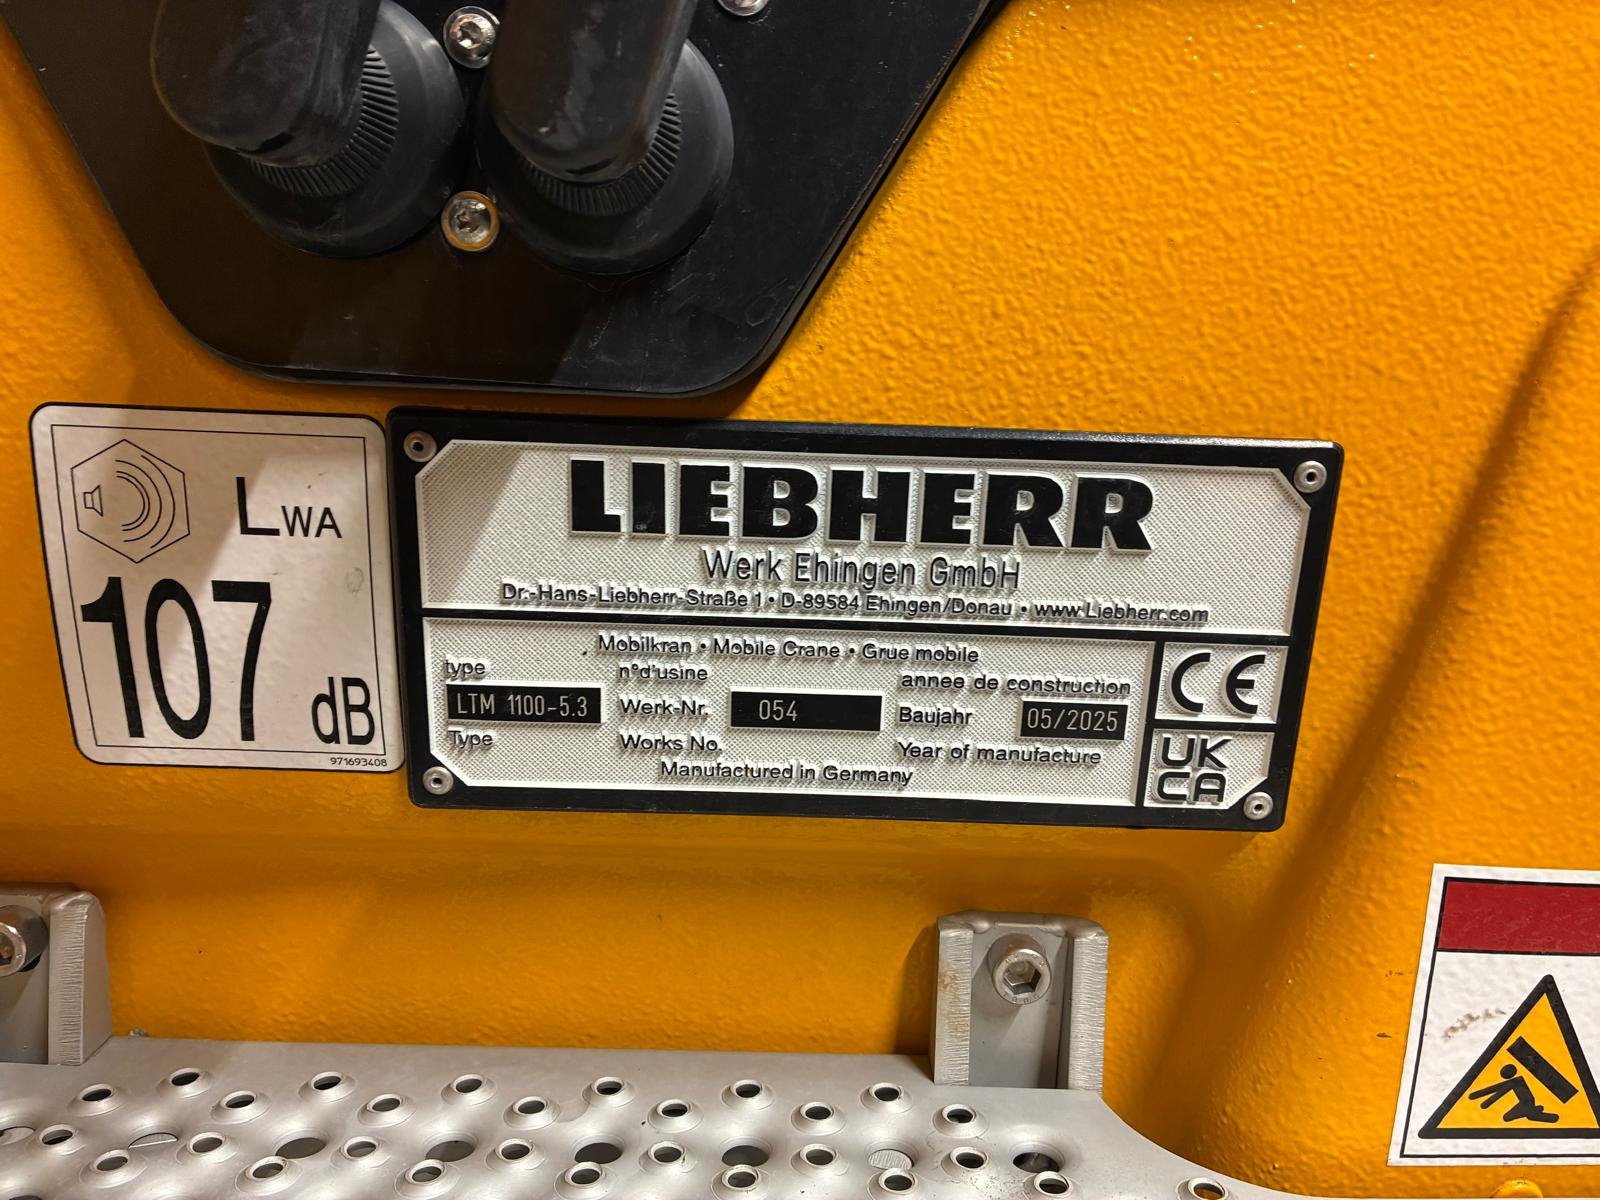 LWA
107
dB
971693408
LIEBHERR
Werk Ehingen GmbH
Dr.-Hans-Liebherr-Straße 1 • D-89584 Ehingen/Donau • www.Liebherr.com
Mobilkran • Mobile Crane • Grue mobile
type n°d'usine annee de construction
LTM 1100-5.3 Werk-Nr. 054 Baujahr 05/2025
Type Works No. Year of manufacture
Manufactured in Germany
CE
UK
CA